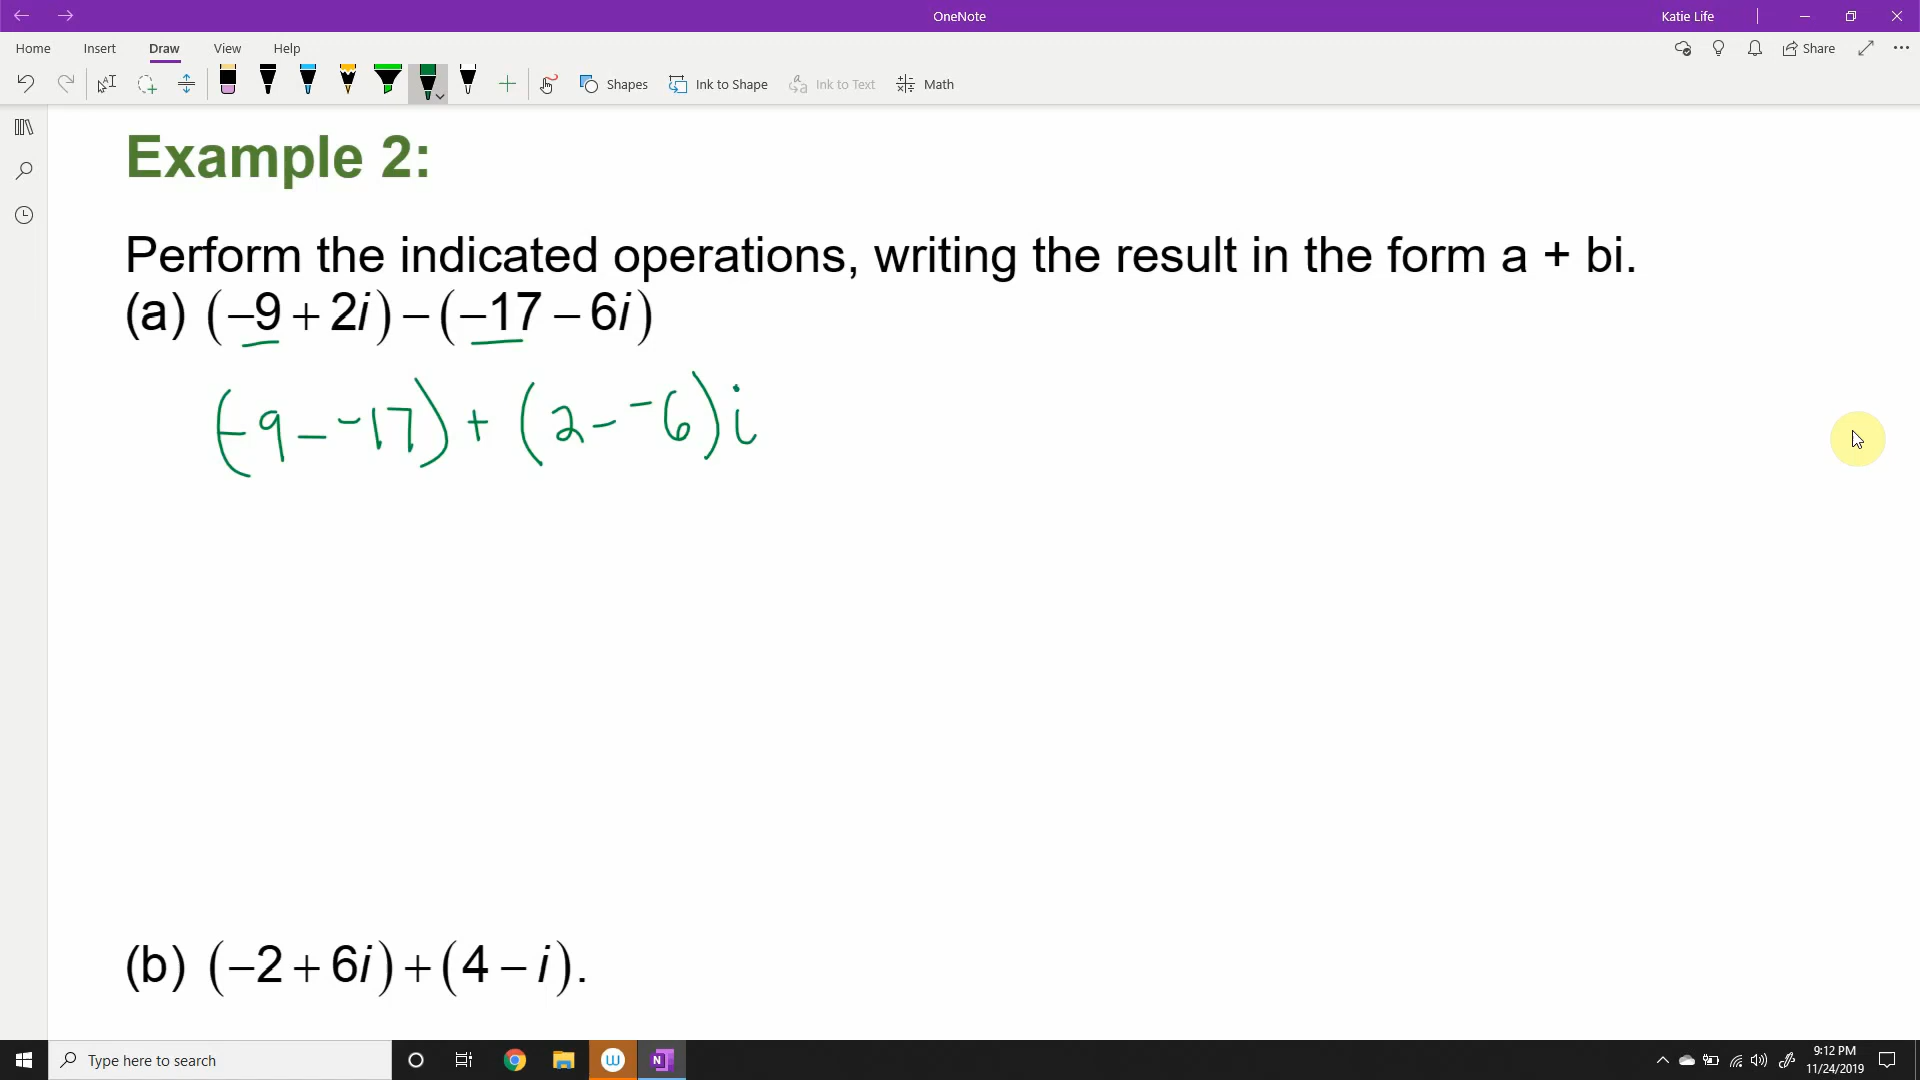 OneNote
Katie Life
Home Insert Draw View Help
Share
Shapes Ink to Shape Ink to Text Math
Example 2:
Perform the indicated operations, writing the result in the form a + bi.
(a) (−9 + 2i) − (−17 − 6i)
(-9 - -17) + (2 - -6)i
(b) (−2 + 6i) + (4 − i).
Type here to search
9:12 PM
11/24/2019